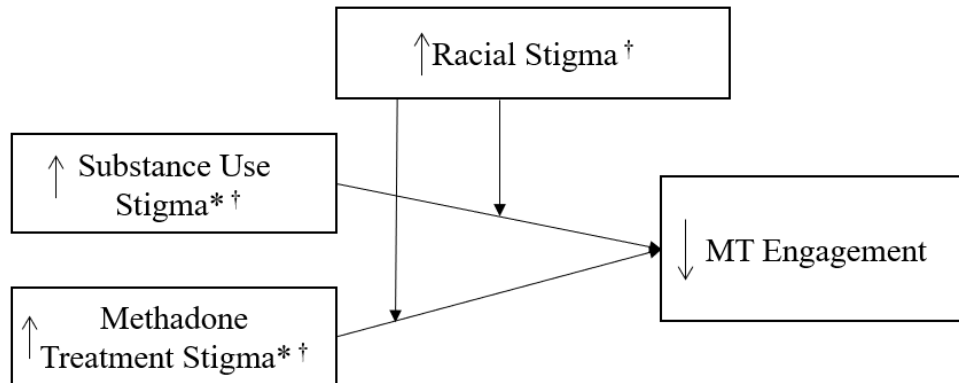 ↑Racial Stigma †
↑ Substance Use
Stigma* †
↓ MT Engagement
Methadone
↑ Treatment Stigma* †